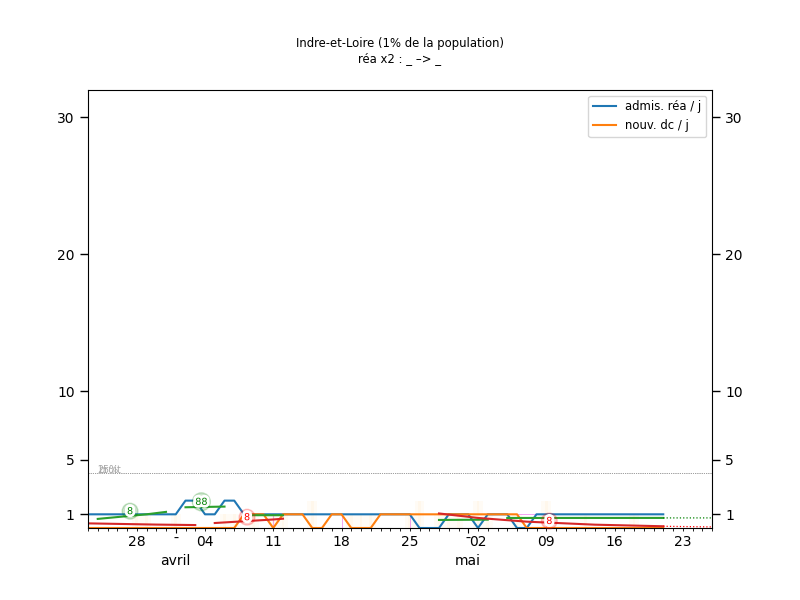 Indre-et-Loire (1% de la population)
réa x2 : _ –> _
admis. réa / j
nouv. dc / j
30 30
20 20
10 10
5 5
8 88
8 8
1 1
28 04 11 18 25 02 09 16 23
avril mai